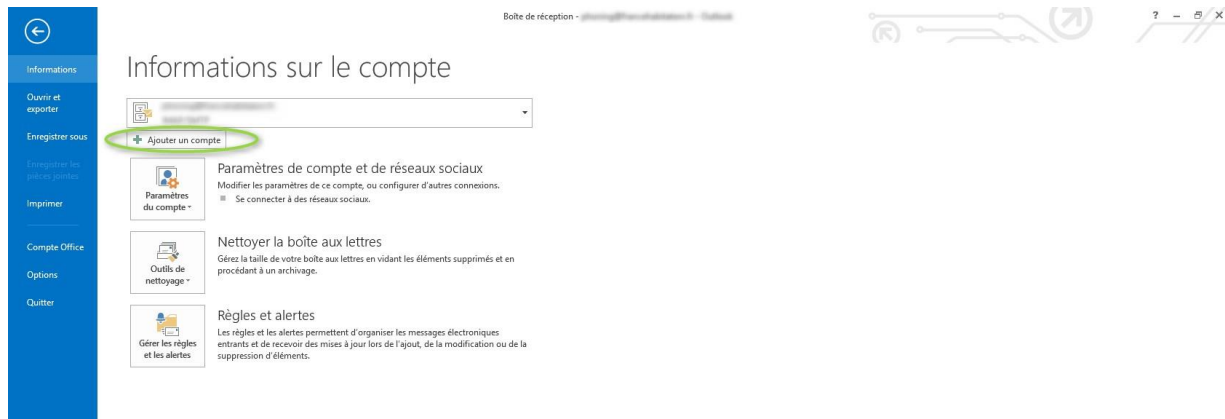 Boîte de réception - - Outlook
?
Informations
Ouvrir et
exporter
Enregistrer sous
Enregistrer les
pièces jointes
Imprimer
Compte Office
Options
Quitter
Informations sur le compte
Ajouter un compte
Paramètres
du compte
Paramètres de compte et de réseaux sociaux
Modifier les paramètres de ce compte, ou configurer d'autres connexions.
Se connecter à des réseaux sociaux.
Outils de
nettoyage
Nettoyer la boîte aux lettres
Gérez la taille de votre boîte aux lettres en vidant les éléments supprimés et en
procédant à un archivage.
Gérer les règles
et les alertes
Règles et alertes
Les règles et les alertes permettent d'organiser les messages électroniques
entrants et de recevoir des mises à jour lors de l'ajout, de la modification ou de la
suppression d'éléments.